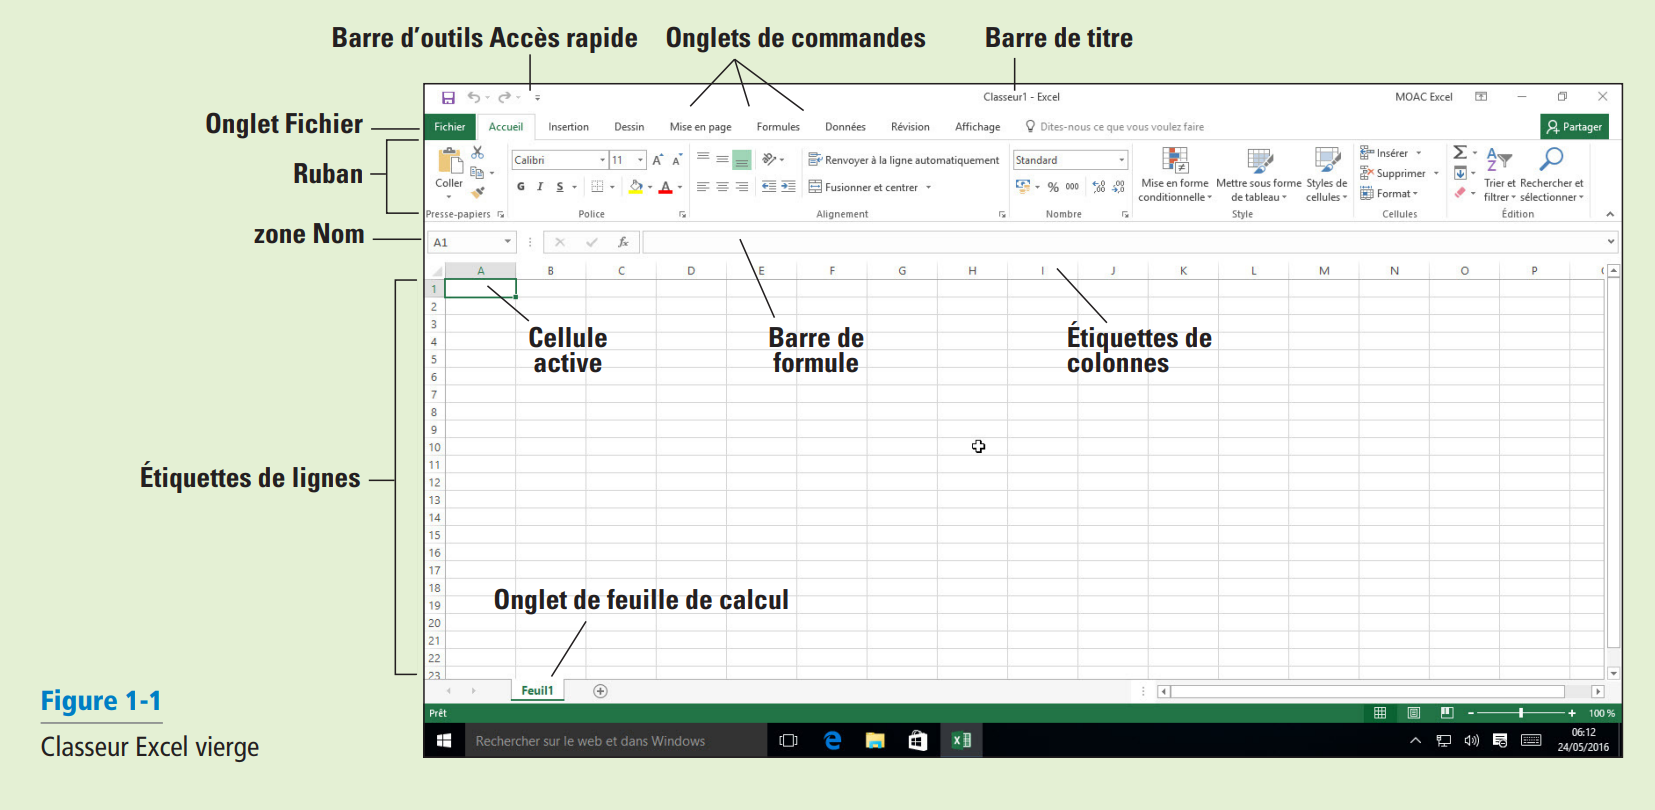 Barre d'outils Accès rapide Onglets de commandes Barre de titre
Classeur1 - Excel MOAC Excel
Onglet Fichier
Fichier Accueil Insertion Dessin Mise en page Formules Données Révision Affichage Dites-nous ce que vous voulez faire Partager
Ruban
Calibri 11 A A Renvoyer à la ligne automatiquement Standard Insérer
Supprimer
Coller G I S A Fusionner et centrer % 000 Mise en forme Mettre sous forme Styles de Format Trier et Rechercher et
conditionnelle de tableau cellules filtrer sélectionner
Presse-papiers Police Alignement Nombre Style Cellules Édition
zone Nom
A1 fx
A B C D E F G H I J K L M N O P
1
2
3
Cellule Barre de Étiquettes de
4
active formule colonnes
5
6
7
8
9
10
11
Étiquettes de lignes
12
13
14
15
16
17
18
Onglet de feuille de calcul
19
20
21
22
23
Feuil1
Prêt 100 %
Rechercher sur le web et dans Windows 06:12
24/05/2016
Figure 1-1
Classeur Excel vierge